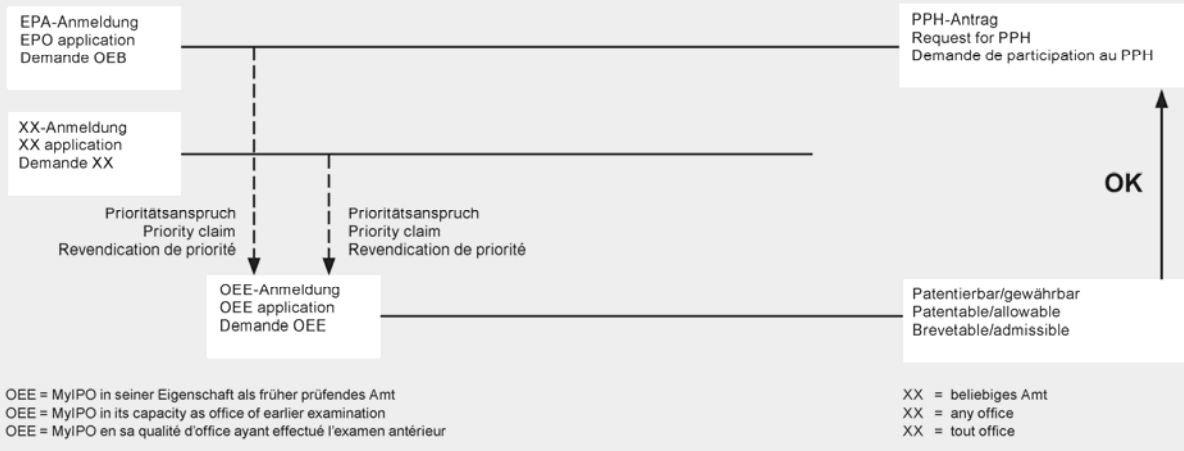 EPA-Anmeldung
EPO application
Demande OEB
PPH-Antrag
Request for PPH
Demande de participation au PPH
XX-Anmeldung
XX application
Demande XX
OK
Prioritätsanspruch
Priority claim
Revendication de priorité
Prioritätsanspruch
Priority claim
Revendication de priorité
OEE-Anmeldung
OEE application
Demande OEE
Patentierbar/gewährbar
Patentable/allowable
Brevetable/admissible
OEE = MyIPO in seiner Eigenschaft als früher prüfendes Amt
OEE = MyIPO in its capacity as office of earlier examination
OEE = MyIPO en sa qualité d'office ayant effectué l'examen antérieur
XX = beliebiges Amt
XX = any office
XX = tout office